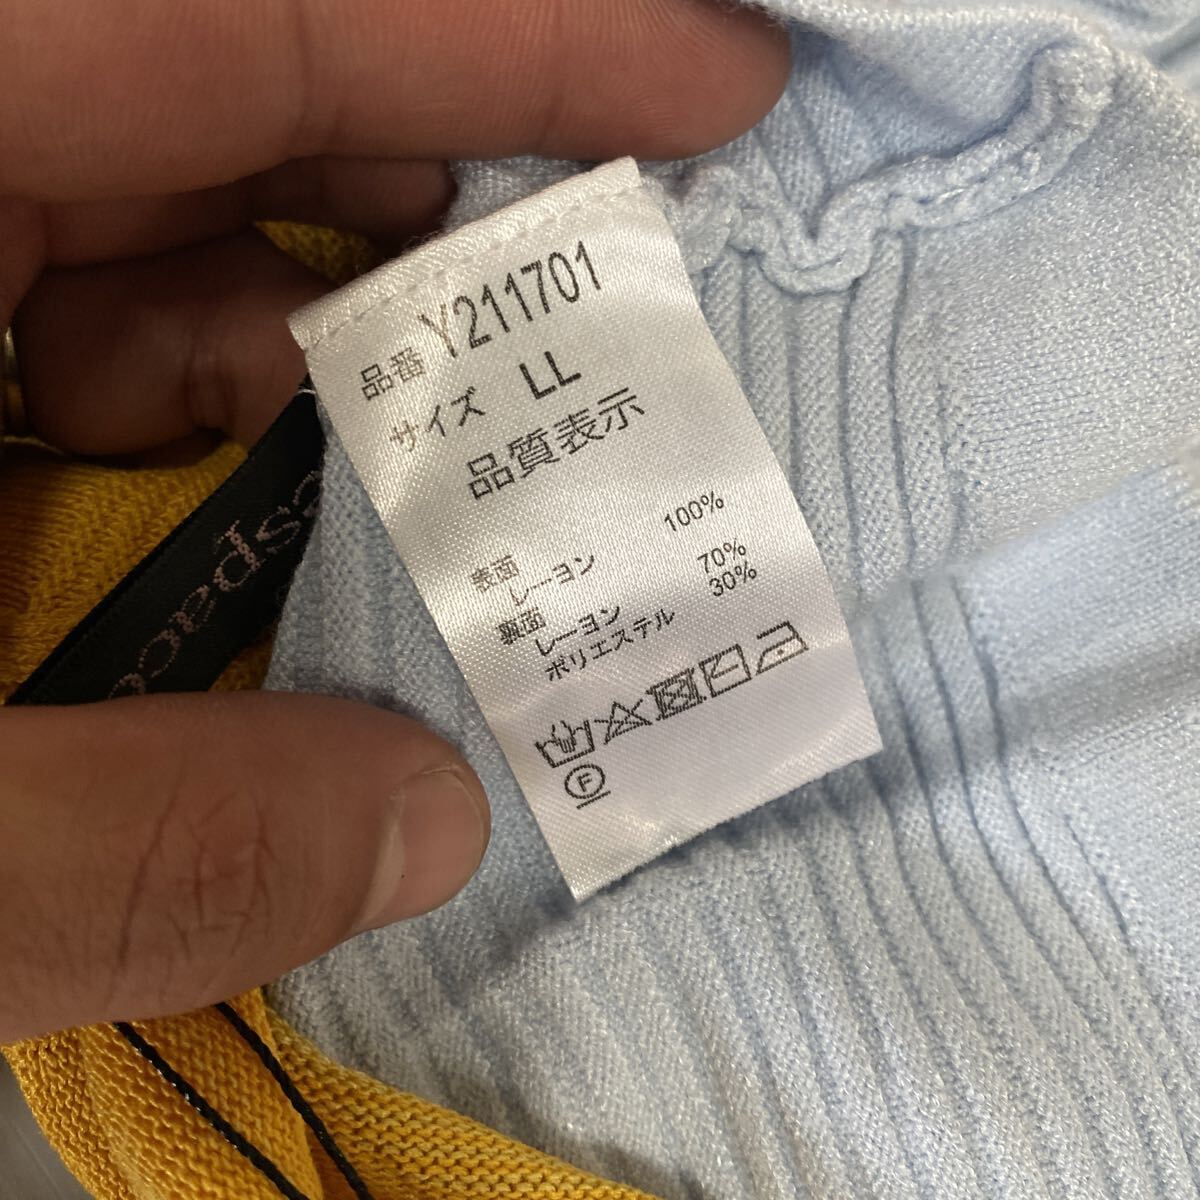 品番 Y211701
サイズ LL
品質表示
表面 100%
レーヨン
裏面 70%
レーヨン 30%
ポリエステル
F